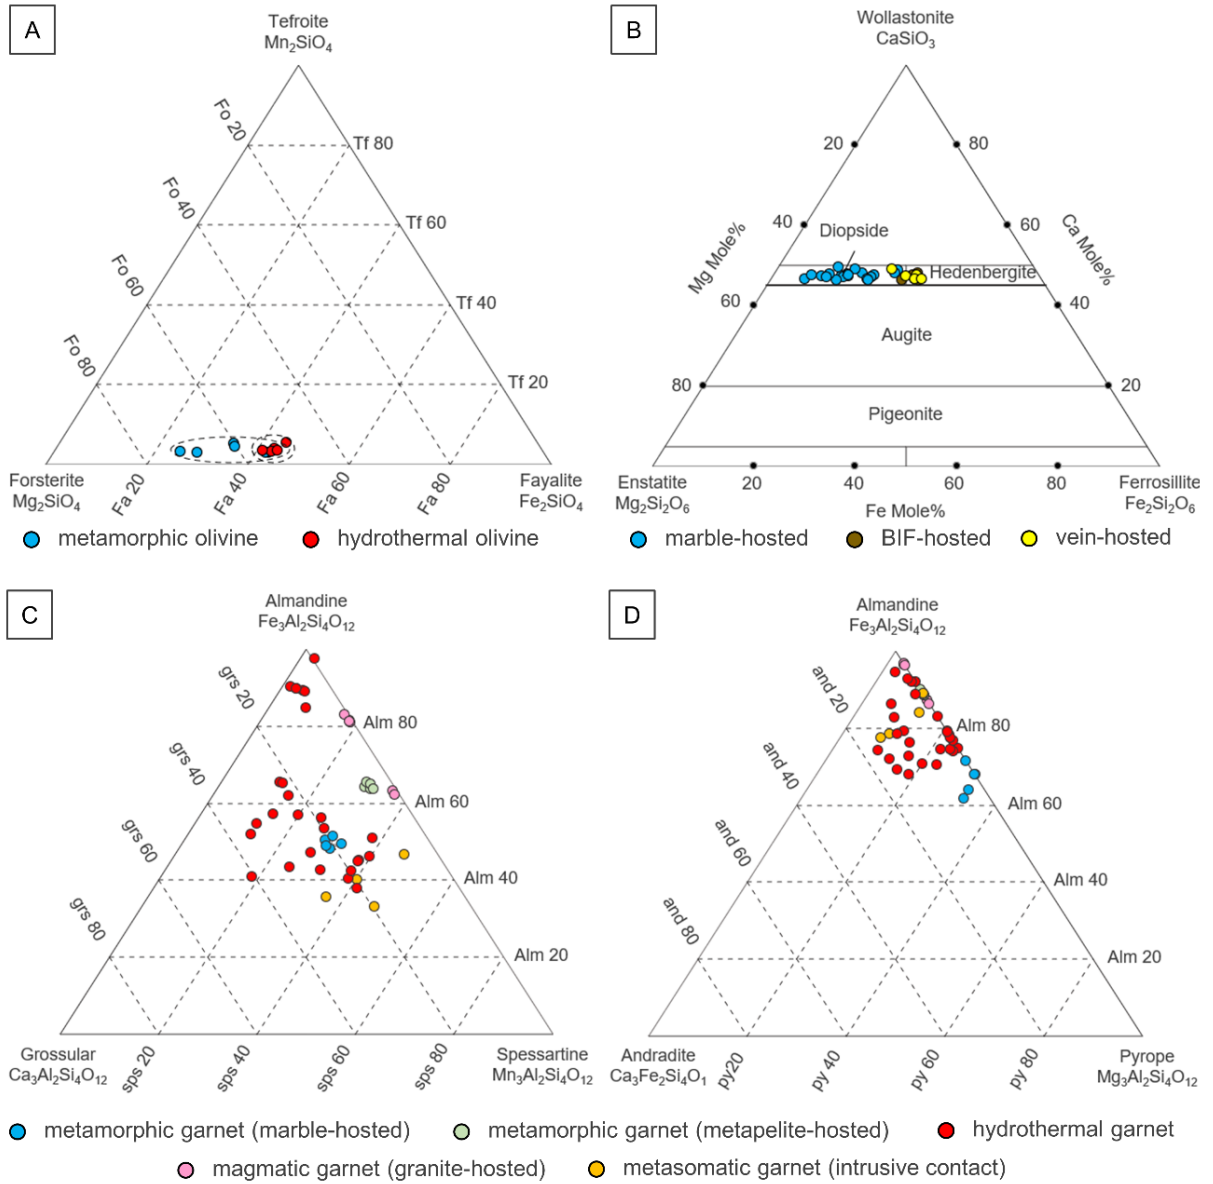 A
Tefroite
Mn₂SiO₄
Fo 20
Tf 80
Fo 40
Tf 60
Fo 60
Tf 40
Fo 80
Tf 20
Forsterite
Mg₂SiO₄
Fa 20
Fa 40
Fa 60
Fa 80
Fayalite
Fe₂SiO₄
metamorphic olivine
hydrothermal olivine
B
Wollastonite
CaSiO₃
20
80
40
60
Diopside
Mg Mole%
Ca Mole%
Hedenbergite
60
40
Augite
80
20
Pigeonite
Enstatite
Mg₂Si₂O₆
20
40
60
80
Fe Mole%
Ferrosillite
Fe₂Si₂O₆
marble-hosted
BIF-hosted
vein-hosted
C
Almandine
Fe₃Al₂Si₄O₁₂
grs 20
Alm 80
grs 40
Alm 60
grs 60
Alm 40
grs 80
Alm 20
Grossular
Ca₃Al₂Si₄O₁₂
sps 20
sps 40
sps 60
sps 80
Spessartine
Mn₃Al₂Si₄O₁₂
D
Almandine
Fe₃Al₂Si₄O₁₂
and 20
Alm 80
and 40
Alm 60
and 60
Alm 40
and 80
Alm 20
Andradite
Ca₃Fe₂Si₄O₁
py20
py 40
py 60
py 80
Pyrope
Mg₃Al₂Si₄O₁₂
metamorphic garnet (marble-hosted)
metamorphic garnet (metapelite-hosted)
hydrothermal garnet
magmatic garnet (granite-hosted)
metasomatic garnet (intrusive contact)